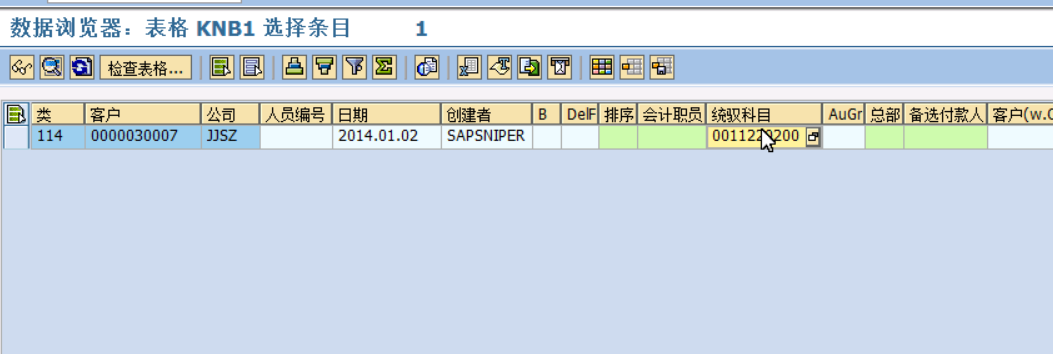 数据浏览器：表格 KNB1 选择条目 1
检查表格...
类 客户 公司 人员编号 日期 创建者 B DelF 排序 会计职员 统驭科目 AuGr 总部 备选付款人 客户(w.C
114 0000030007 JJSZ 2014.01.02 SAPSNIPER